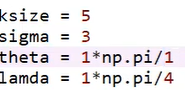 ksize = 5
sigma = 3
theta = 1*np.pi/1
lamda = 1*np.pi/4